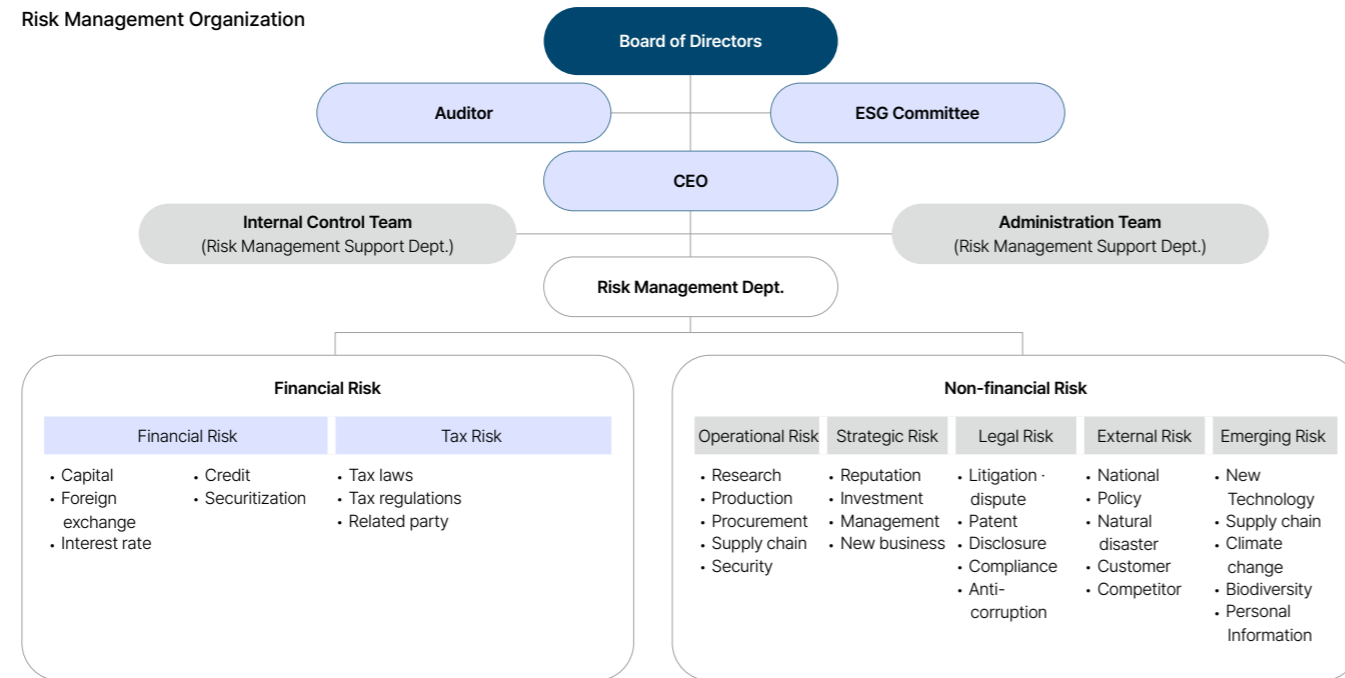 Risk Management Organization
Board of Directors
Auditor
ESG Committee
CEO
Internal Control Team
(Risk Management Support Dept.)
Administration Team
(Risk Management Support Dept.)
Risk Management Dept.
Financial Risk
Financial Risk
• Capital
• Foreign
exchange
• Interest rate
• Credit
• Securitization
Tax Risk
• Tax laws
• Tax regulations
• Related party
Non-financial Risk
Operational Risk
• Research
• Production
• Procurement
• Supply chain
• Security
Strategic Risk
• Reputation
• Investment
• Management
• New business
Legal Risk
• Litigation ·
dispute
• Patent
• Disclosure
• Compliance
• Anti-
corruption
External Risk
• National
• Policy
• Natural
disaster
• Customer
• Competitor
Emerging Risk
• New
Technology
• Supply chain
• Climate
change
• Biodiversity
• Personal
Information